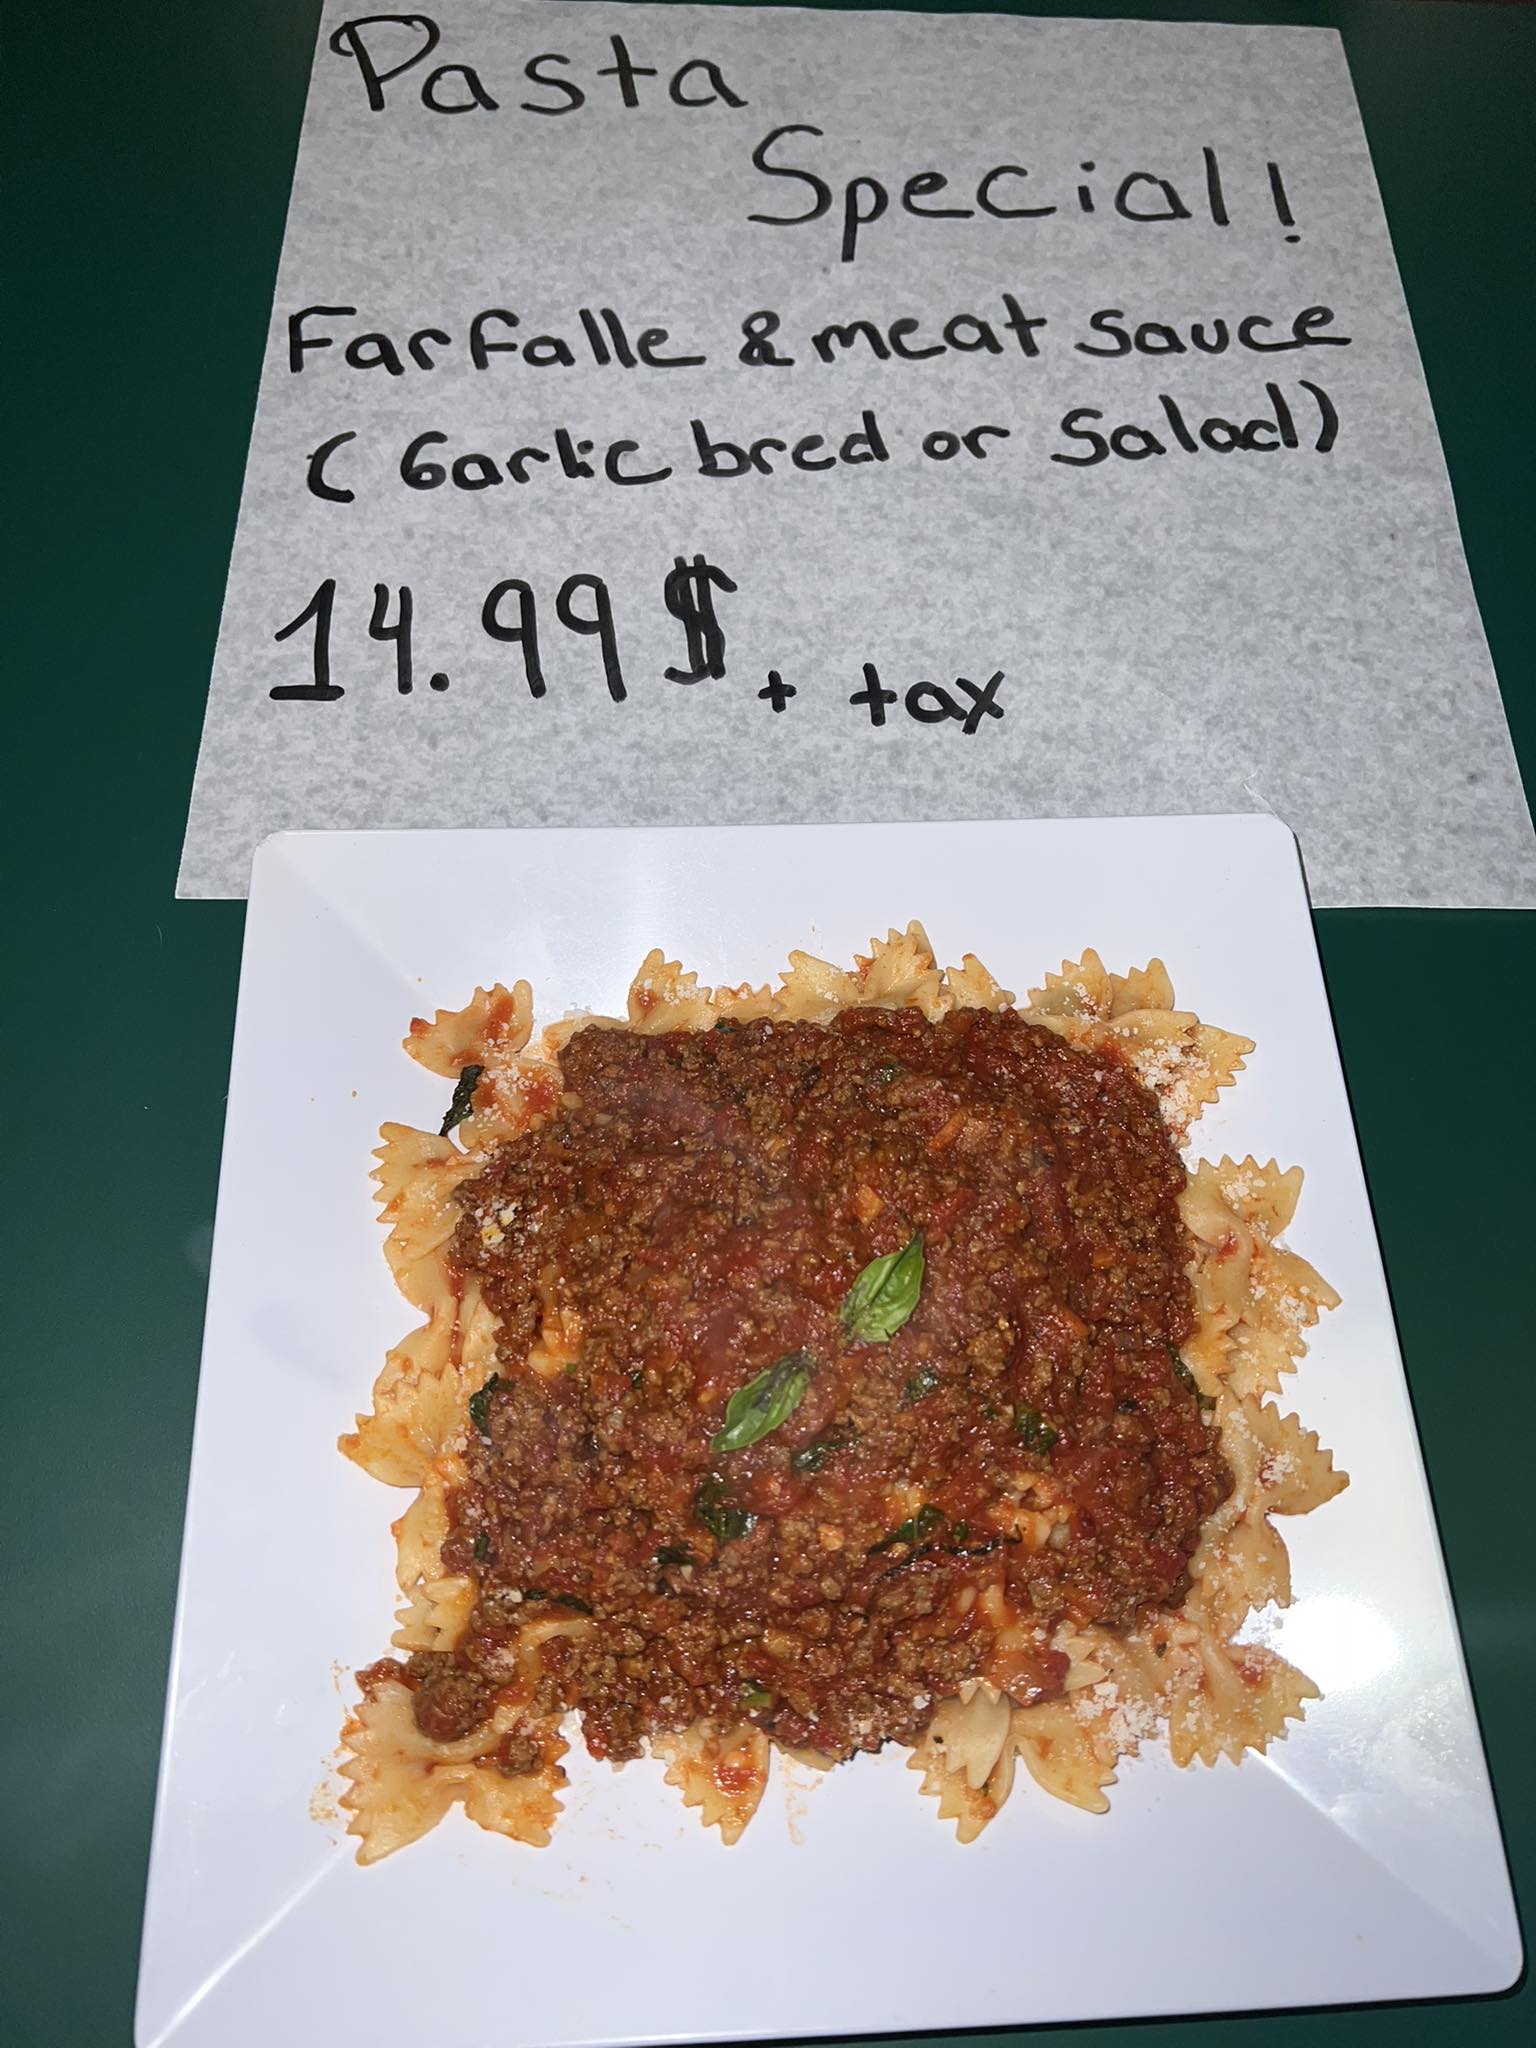 Pasta
Special!
Farfalle & meat sauce
(Garlic bred or Salad)
14.99 $ + tax